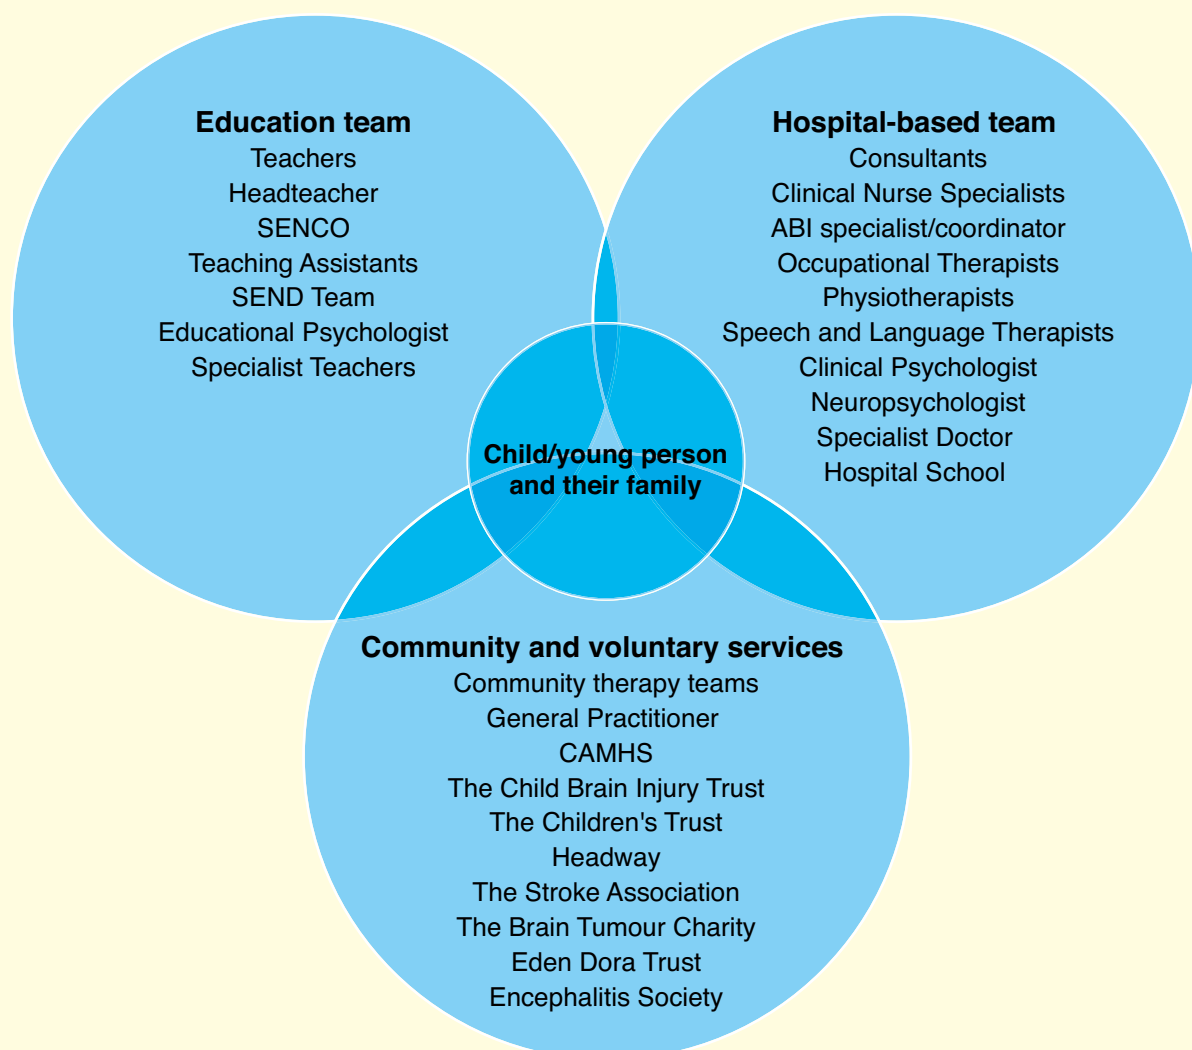 Education team
Teachers
Headteacher
SENCO
Teaching Assistants
SEND Team
Educational Psychologist
Specialist Teachers
Hospital-based team
Consultants
Clinical Nurse Specialists
ABI specialist/coordinator
Occupational Therapists
Physiotherapists
Speech and Language Therapists
Clinical Psychologist
Neuropsychologist
Specialist Doctor
Hospital School
Child/young person
and their family
Community and voluntary services
Community therapy teams
General Practitioner
CAMHS
The Child Brain Injury Trust
The Children's Trust
Headway
The Stroke Association
The Brain Tumour Charity
Eden Dora Trust
Encephalitis Society